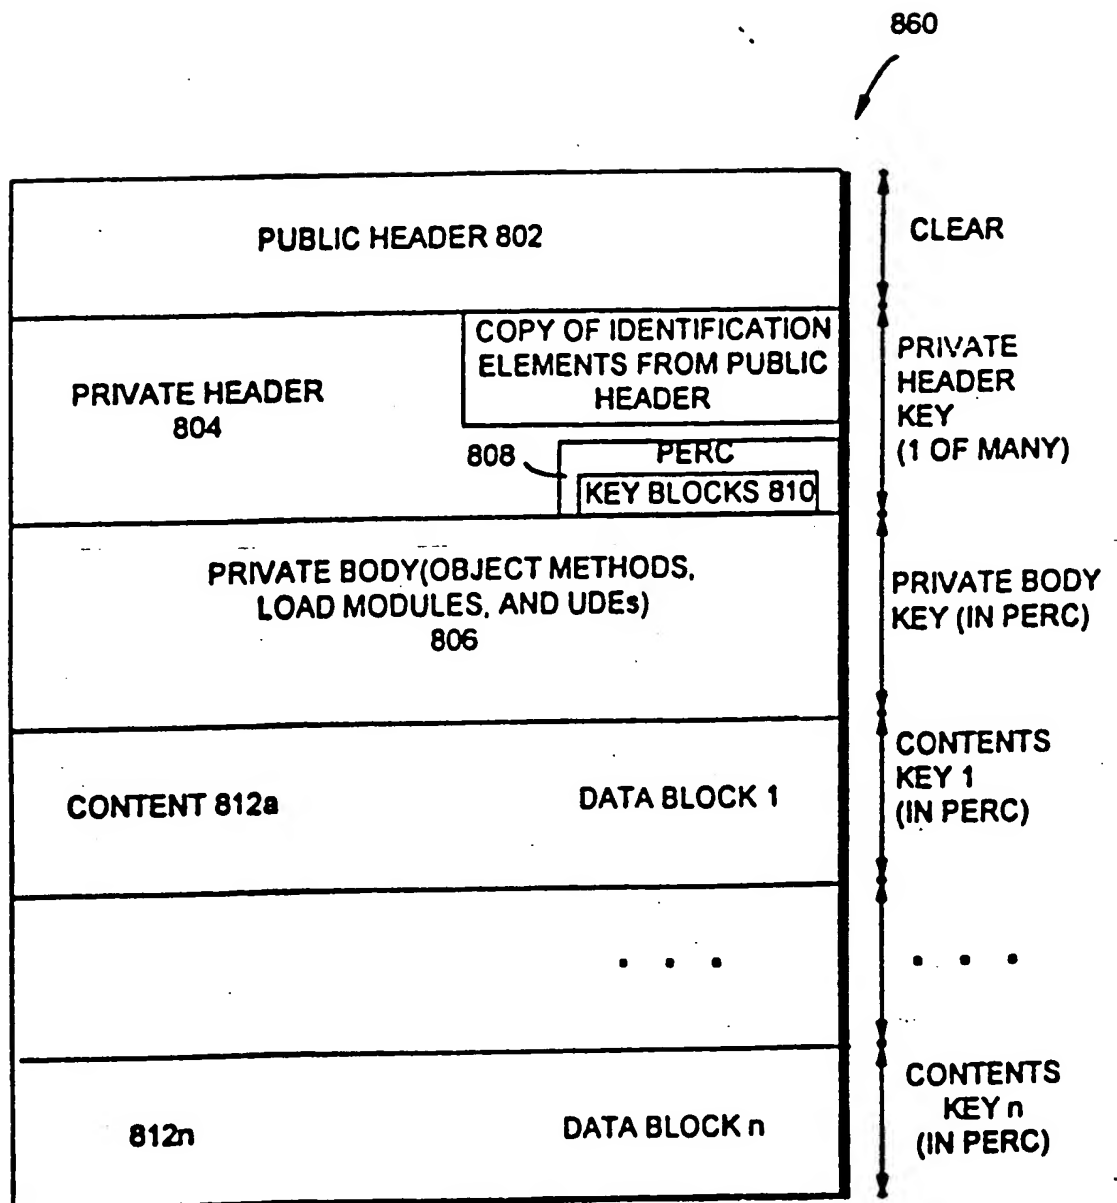 860
PUBLIC HEADER 802
CLEAR
COPY OF IDENTIFICATION
ELEMENTS FROM PUBLIC
HEADER
PRIVATE HEADER
804
808
PERC
KEY BLOCKS 810
PRIVATE
HEADER
KEY
(1 OF MANY)
PRIVATE BODY(OBJECT METHODS,
LOAD MODULES, AND UDEs)
806
PRIVATE BODY
KEY (IN PERC)
CONTENT 812a
DATA BLOCK 1
CONTENTS
KEY 1
(IN PERC)
. . .
. . .
812n
DATA BLOCK n
CONTENTS
KEY n
(IN PERC)